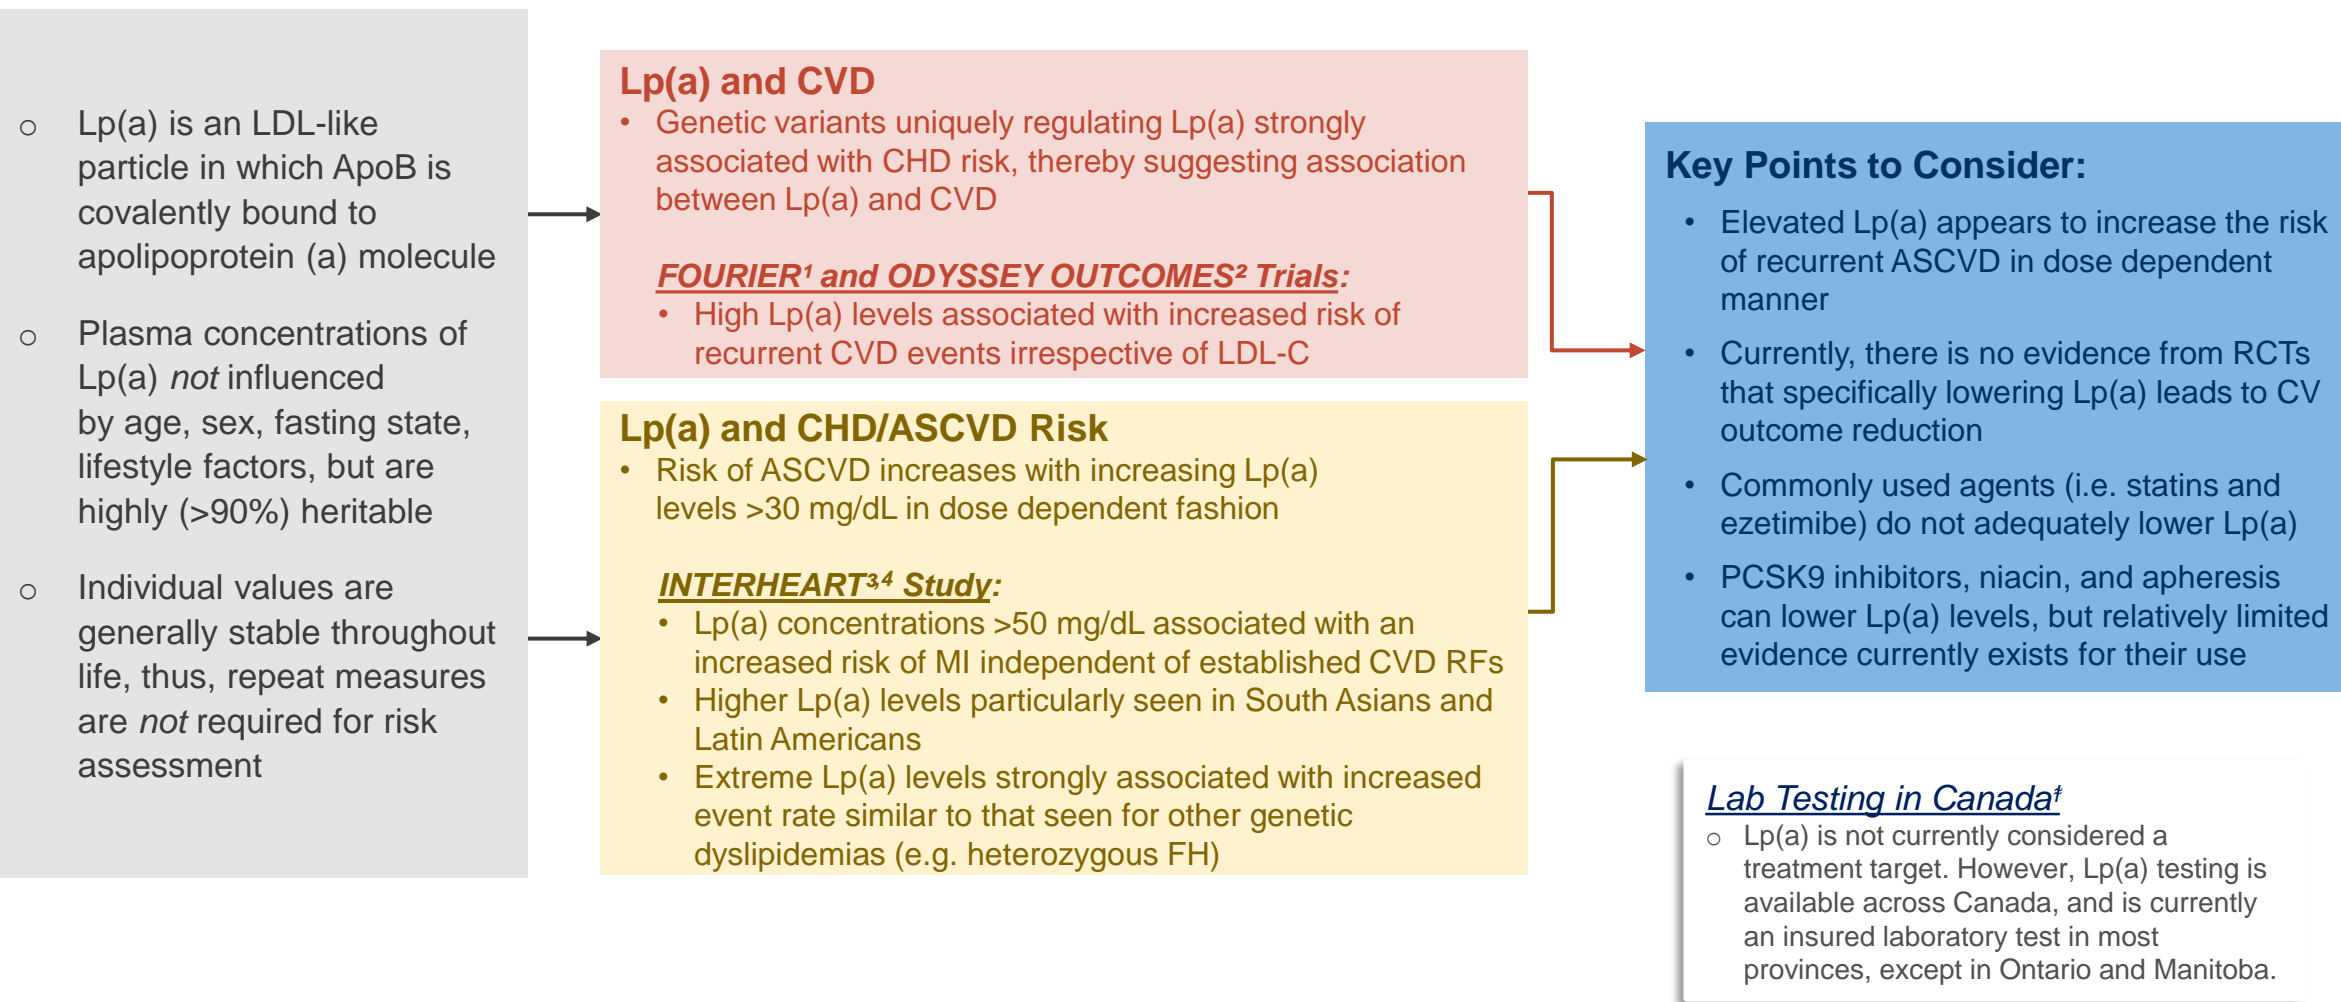 ○ Lp(a) is an LDL-like
particle in which ApoB is
covalently bound to
apolipoprotein (a) molecule
○ Plasma concentrations of
Lp(a) not influenced
by age, sex, fasting state,
lifestyle factors, but are
highly (>90%) heritable
○ Individual values are
generally stable throughout
life, thus, repeat measures
are not required for risk
assessment
Lp(a) and CVD
• Genetic variants uniquely regulating Lp(a) strongly
associated with CHD risk, thereby suggesting association
between Lp(a) and CVD
FOURIER¹ and ODYSSEY OUTCOMES² Trials:
• High Lp(a) levels associated with increased risk of
recurrent CVD events irrespective of LDL-C
Lp(a) and CHD/ASCVD Risk
• Risk of ASCVD increases with increasing Lp(a)
levels >30 mg/dL in dose dependent fashion
INTERHEART³,⁴ Study:
• Lp(a) concentrations >50 mg/dL associated with an
increased risk of MI independent of established CVD RFs
• Higher Lp(a) levels particularly seen in South Asians and
Latin Americans
• Extreme Lp(a) levels strongly associated with increased
event rate similar to that seen for other genetic
dyslipidemias (e.g. heterozygous FH)
Key Points to Consider:
• Elevated Lp(a) appears to increase the risk
of recurrent ASCVD in dose dependent
manner
• Currently, there is no evidence from RCTs
that specifically lowering Lp(a) leads to CV
outcome reduction
• Commonly used agents (i.e. statins and
ezetimibe) do not adequately lower Lp(a)
• PCSK9 inhibitors, niacin, and apheresis
can lower Lp(a) levels, but relatively limited
evidence currently exists for their use
Lab Testing in Canadaǂ
○ Lp(a) is not currently considered a
treatment target. However, Lp(a) testing is
available across Canada, and is currently
an insured laboratory test in most
provinces, except in Ontario and Manitoba.